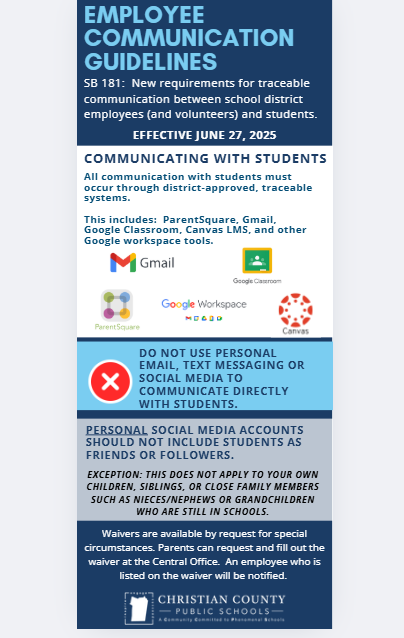 EMPLOYEE
COMMUNICATION
GUIDELINES
SB 181: New requirements for traceable
communication between school district
employees (and volunteers) and students.
EFFECTIVE JUNE 27, 2025
COMMUNICATING WITH STUDENTS
All communication with students must
occur through district-approved, traceable
systems.
This includes: ParentSquare, Gmail,
Google Classroom, Canvas LMS, and other
Google workspace tools.
Gmail
Google Classroom
ParentSquare
Google Workspace
Canvas
DO NOT USE PERSONAL
EMAIL, TEXT MESSAGING OR
SOCIAL MEDIA TO
COMMUNICATE DIRECTLY
WITH STUDENTS.
PERSONAL SOCIAL MEDIA ACCOUNTS
SHOULD NOT INCLUDE STUDENTS AS
FRIENDS OR FOLLOWERS.
EXCEPTION: THIS DOES NOT APPLY TO YOUR OWN
CHILDREN, SIBLINGS, OR CLOSE FAMILY MEMBERS
SUCH AS NIECES/NEPHEWS OR GRANDCHILDREN
WHO ARE STILL IN SCHOOLS.
Waivers are available by request for special
circumstances. Parents can request and fill out the
waiver at the Central Office. An employee who is
listed on the waiver will be notified.
CHRISTIAN COUNTY
PUBLIC SCHOOLS
A Community Committed to Phenomenal Schools